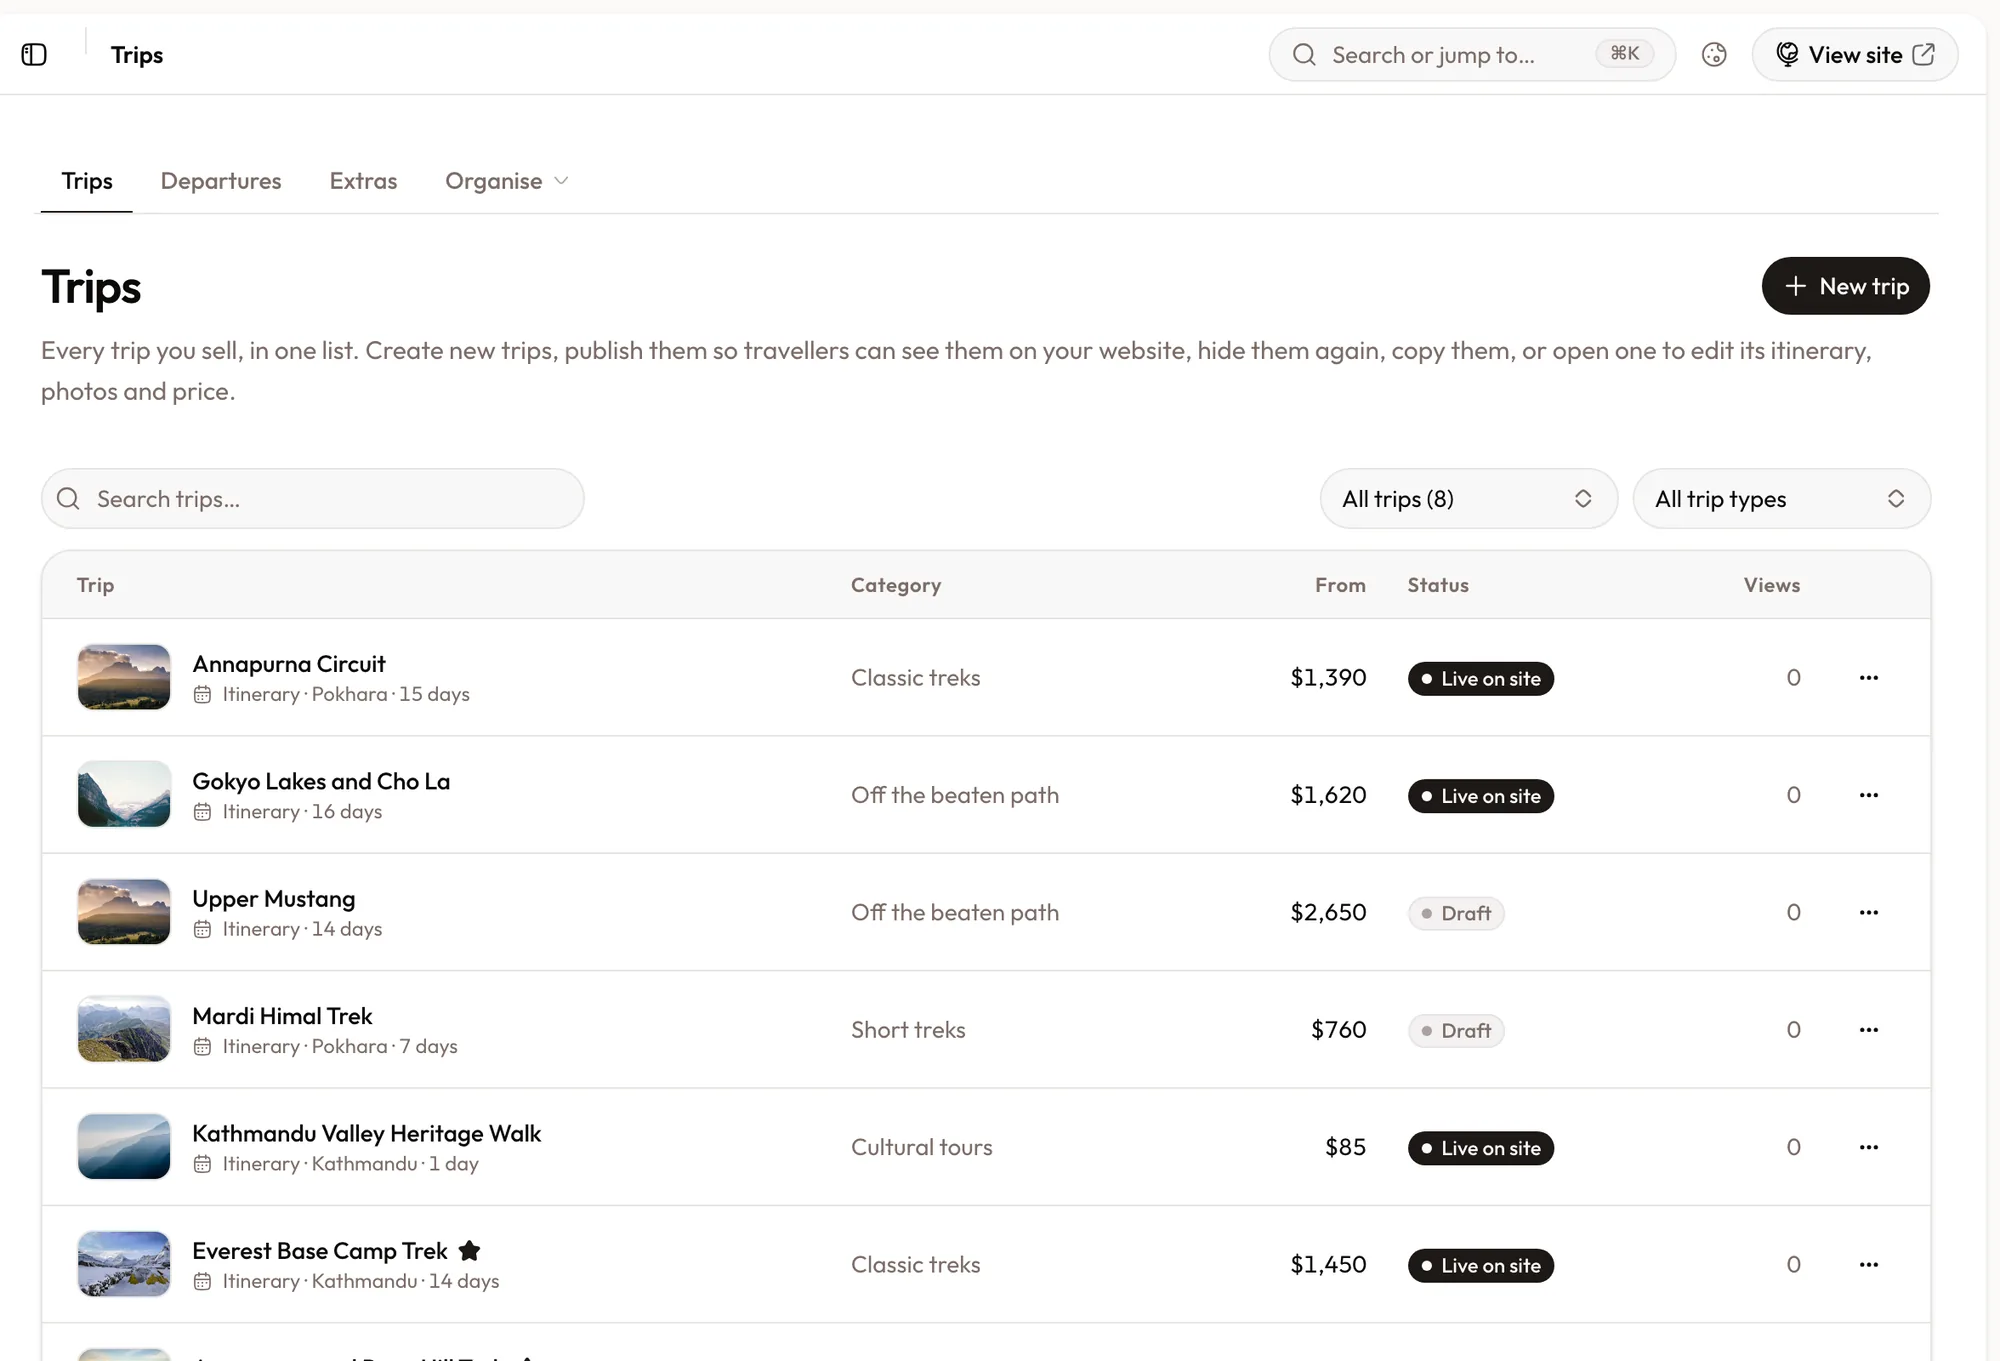 Trips
Search or jump to...
⌘K
View site
Trips
Departures
Extras
Organise
Trips
New trip
Every trip you sell, in one list. Create new trips, publish them so travellers can see them on your website, hide them again, copy them, or open one to edit its itinerary,
photos and price.
Search trips...
All trips (8)
All trip types
Trip
Category
From
Status
Views
Annapurna Circuit
Itinerary · Pokhara · 15 days
Classic treks
$1,390
Live on site
0
Gokyo Lakes and Cho La
Itinerary · 16 days
Off the beaten path
$1,620
Live on site
0
Upper Mustang
Itinerary · 14 days
Off the beaten path
$2,650
Draft
0
Mardi Himal Trek
Itinerary · Pokhara · 7 days
Short treks
$760
Draft
0
Kathmandu Valley Heritage Walk
Itinerary · Kathmandu · 1 day
Cultural tours
$85
Live on site
0
Everest Base Camp Trek
Itinerary · Kathmandu · 14 days
Classic treks
$1,450
Live on site
0